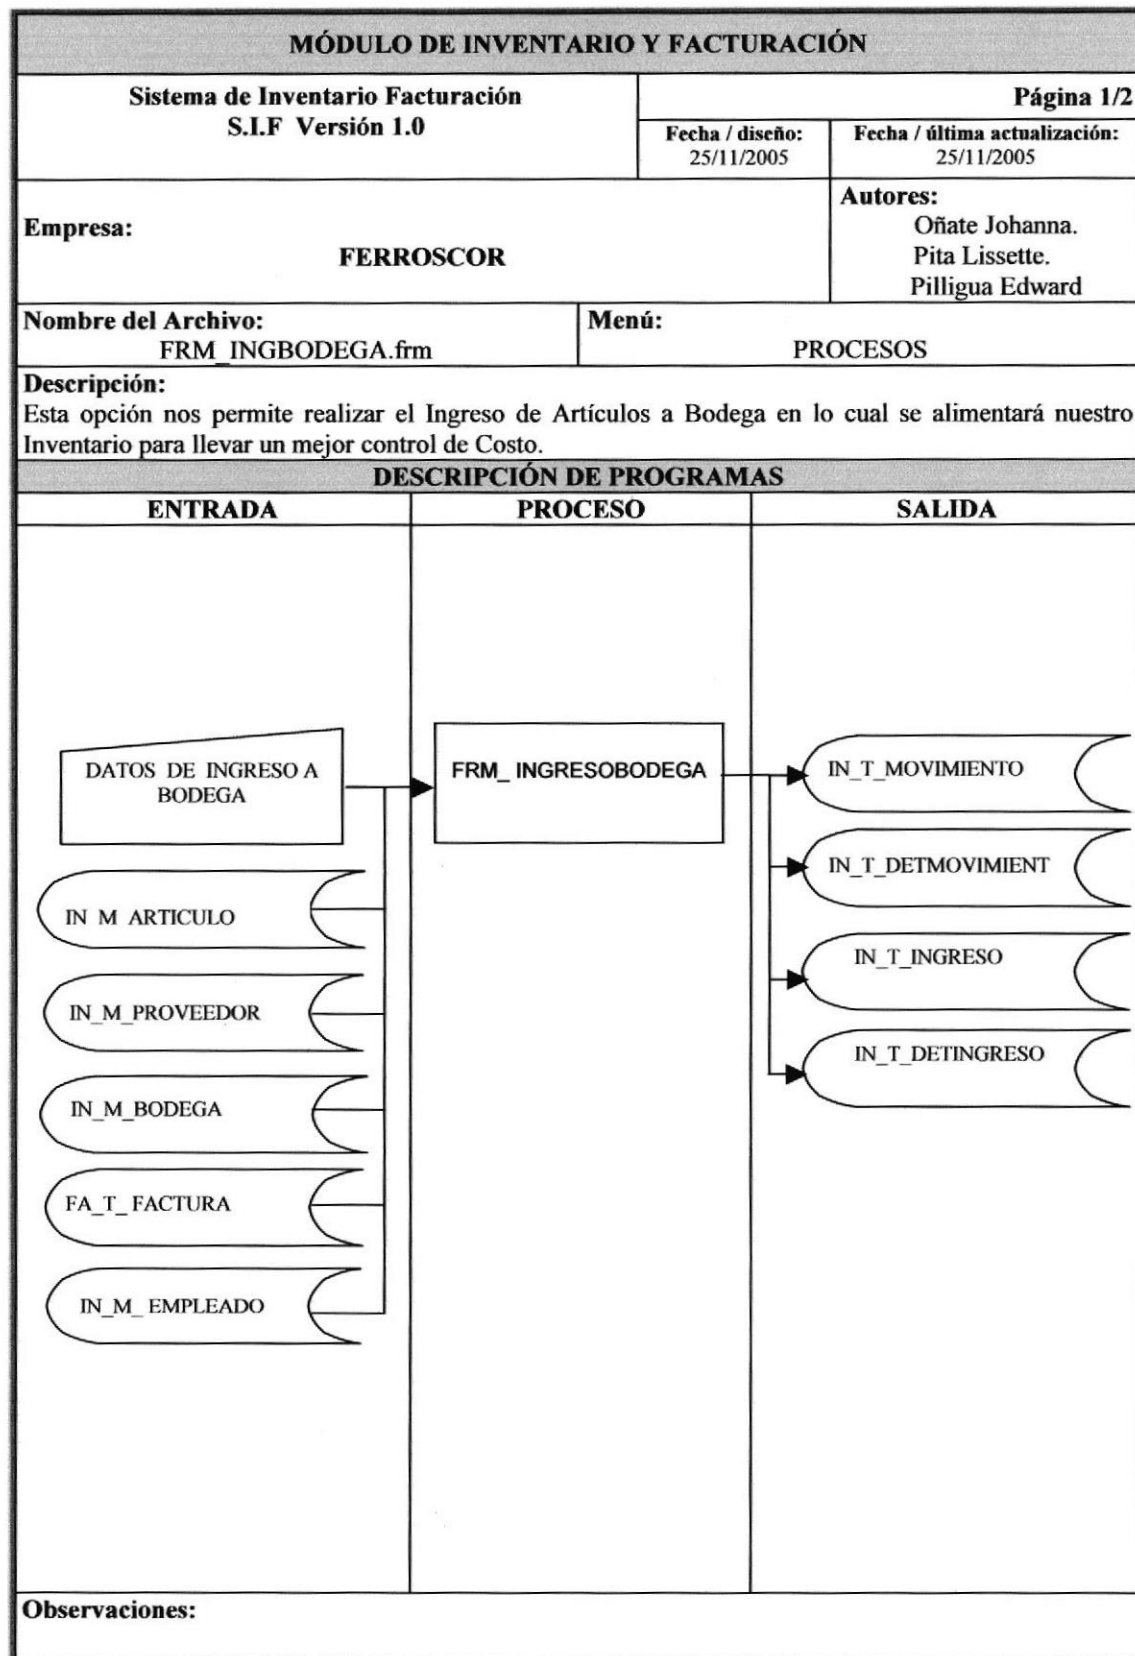 MÓDULO DE INVENTARIO Y FACTURACIÓN
Sistema de Inventario Facturación
S.I.F Versión 1.0
Página 1/2
Fecha / diseño:
25/11/2005
Fecha / última actualización:
25/11/2005
Empresa:
FERROSCOR
Autores:
Oñate Johanna.
Pita Lissette.
Pilligua Edward
Nombre del Archivo:
FRM_INGBODEGA.frm
Menú:
PROCESOS
Descripción:
Esta opción nos permite realizar el Ingreso de Artículos a Bodega en lo cual se alimentará nuestro
Inventario para llevar un mejor control de Costo.
DESCRIPCIÓN DE PROGRAMAS
ENTRADA
PROCESO
SALIDA
DATOS DE INGRESO A
BODEGA
IN M ARTICULO
IN_M_PROVEEDOR
IN_M_BODEGA
FA_T_ FACTURA
IN_M_ EMPLEADO
FRM_ INGRESOBODEGA
IN_T_MOVIMIENTO
IN_T_DETMOVIMIENT
IN_T_INGRESO
IN_T_DETINGRESO
Observaciones: